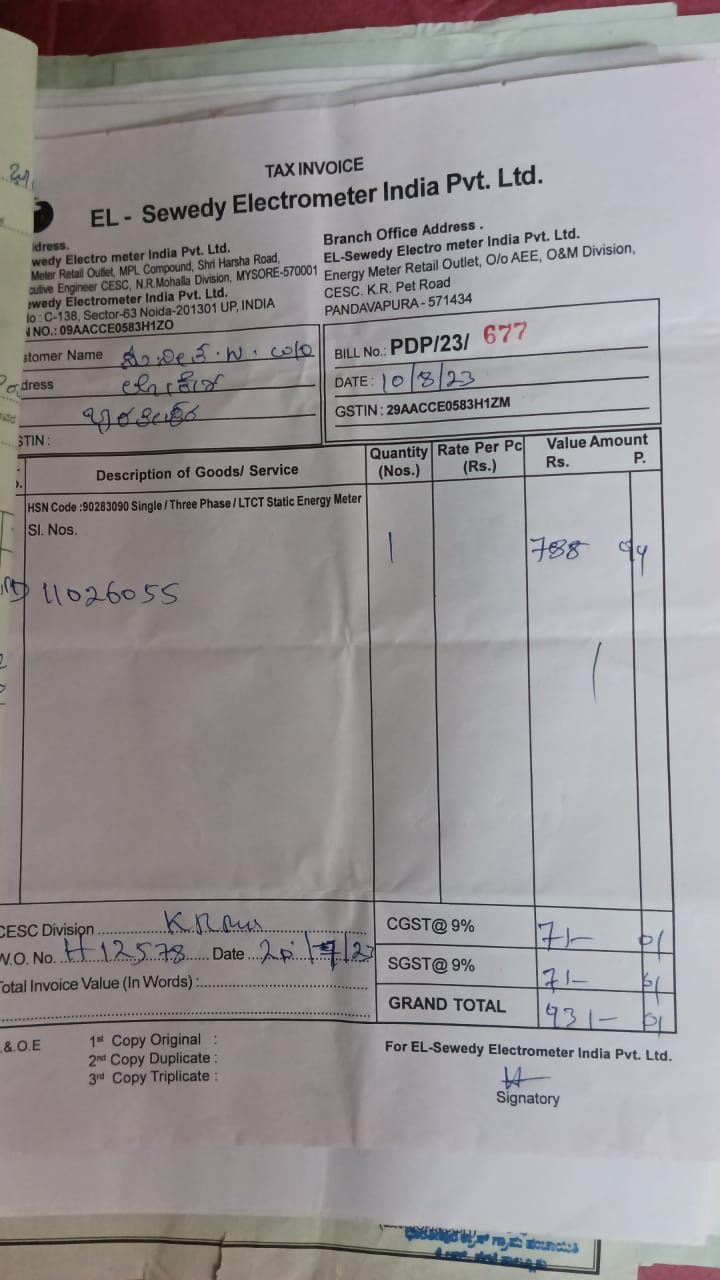 TAX INVOICE
EL - Sewedy Electrometer India Pvt. Ltd.
dress.
wedy Electro meter India Pvt. Ltd.
Meter Retail Outlet, MPL Compound, Shri Harsha Road,
cutive Engineer CESC, N.R.Mohalla Division, MYSORE-570001
ewedy Electrometer India Pvt. Ltd.
lo : C-138, Sector-63 Noida-201301 UP, INDIA
N NO.: 09AACCE0583H1ZO
Branch Office Address .
EL-Sewedy Electro meter India Pvt. Ltd.
Energy Meter Retail Outlet, O/o AEE, O&M Division,
CESC. K.R. Pet Road
PANDAVAPURA - 571434
stomer Name
dress
STIN :
BILL No.: PDP/23/ 677
DATE : 10/8/23
GSTIN : 29AACCE0583H1ZM
Description of Goods/ Service
Quantity (Nos.)
Rate Per Pc (Rs.)
Value Amount
Rs. P.
HSN Code :90283090 Single / Three Phase / LTCT Static Energy Meter
Sl. Nos.
1 788 94
11026055
CESC Division
W.O. No. H 12578 Date 20/7/23
Total Invoice Value (In Words) :
CGST@ 9% 71- 01
SGST@ 9% 71- 01
GRAND TOTAL 931- 01
.&.O.E
1st Copy Original :
2nd Copy Duplicate :
3rd Copy Triplicate :
For EL-Sewedy Electrometer India Pvt. Ltd.
Signatory